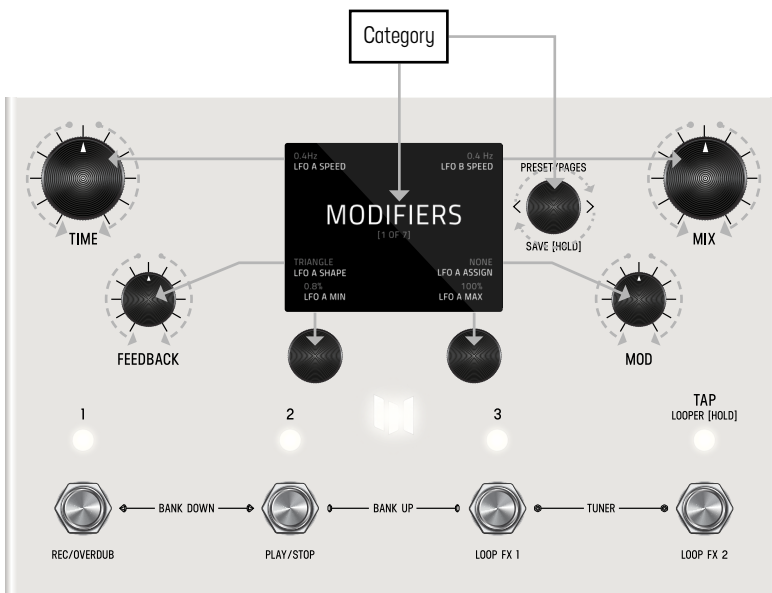 Category
0.4Hz
LFO A SPEED
0.4 Hz
LFO B SPEED
PRESET/PAGES
MODIFIERS
[1 OF 7]
SAVE [HOLD]
TIME
MIX
TRIANGLE
LFO A SHAPE
NONE
LFO A ASSIGN
0.8%
LFO A MIN
100%
LFO A MAX
FEEDBACK
MOD
1
2
3
TAP
LOOPER [HOLD]
BANK DOWN
BANK UP
TUNER
REC/OVERDUB
PLAY/STOP
LOOP FX 1
LOOP FX 2